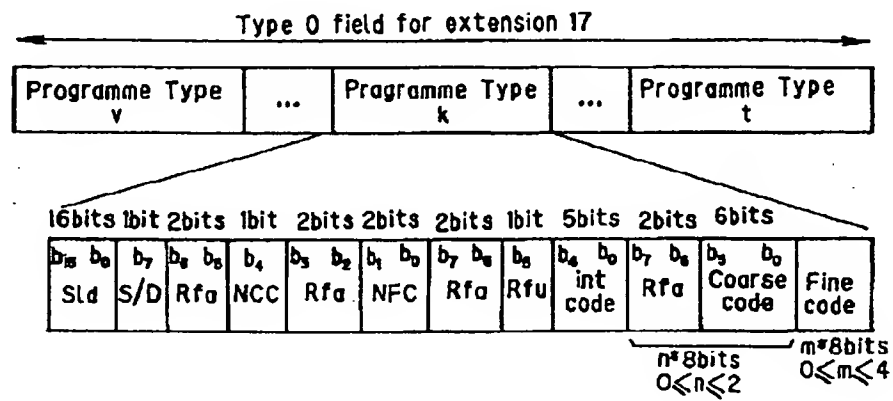 Type 0 field for extension 17
Programme Type v ... Pragramme Type k ... Programme Type t
16bits 1bit 2bits 1bit 2bits 2bits 2bits 1bit 5bits 2bits 6bits
b15 b0 b7 b6 b5 b4 b3 b2 b1 b0 b7 b6 b5 b4 b0 b7 b6 b5 b0
SId S/D Rfa NCC Rfa NFC Rfa Rfu int code Rfa Coarse code Fine code
n*8bits m*8bits
0⩽n⩽2 0⩽m⩽4